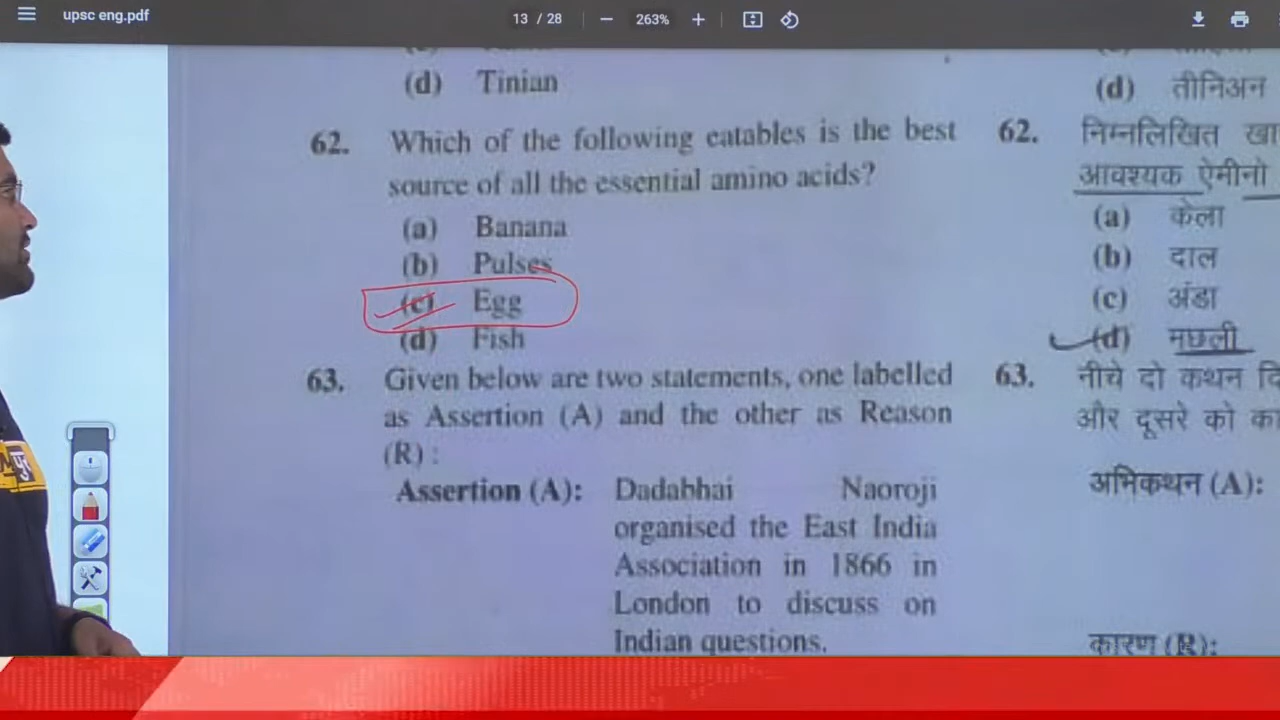 upsc eng.pdf
13 / 28
263%
(d) Tinian
(d) तीनिअन
62. Which of the following eatables is the best
source of all the essential amino acids?
(a) Banana
(b) Pulses
(c) Egg
(d) Fish
62. निम्नलिखित
आवश्यक ऐमीनो
(a) केला
(b) दाल
(c) अंडा
(d) मछली
63. Given below are two statements, one labelled
as Assertion (A) and the other as Reason
(R) :
Assertion (A): Dadabhai Naoroji
organised the East India
Association in 1866 in
London to discuss on
Indian questions.
63. नीचे दो कथन
और दूसरे को
अभिकथन (A):
कारण (R):